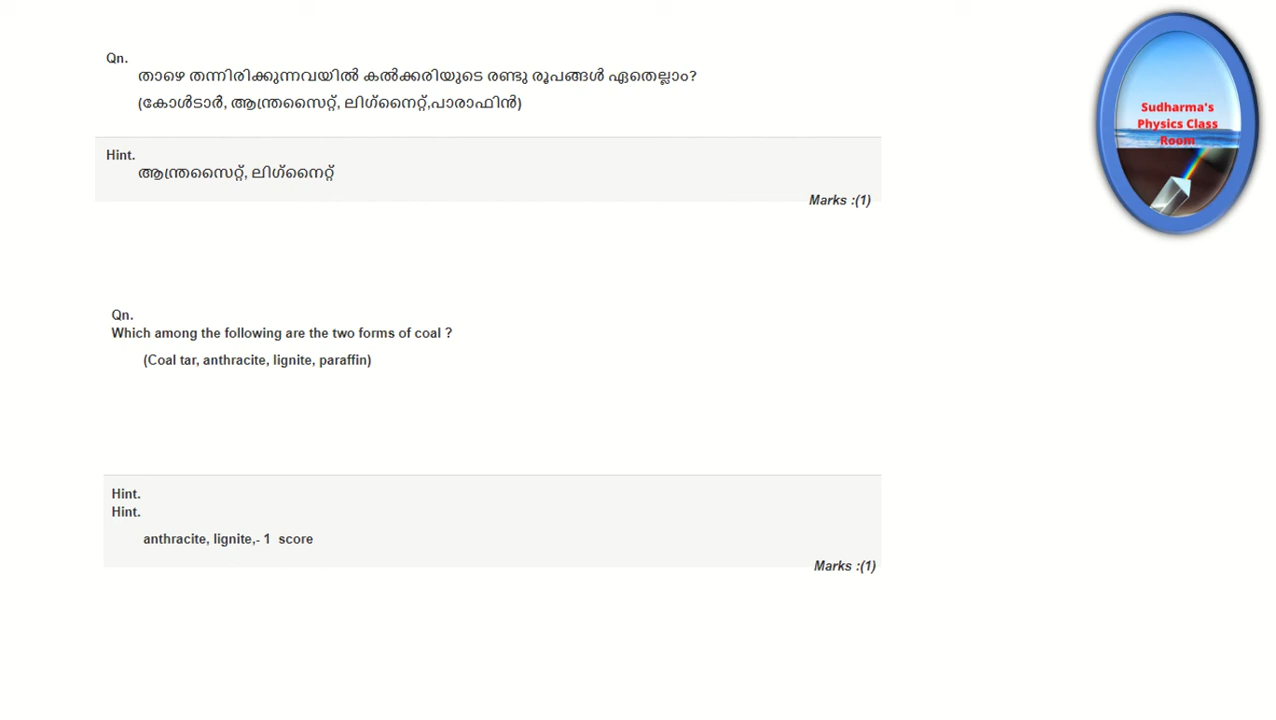 Qn.
താഴെ തന്നിരിക്കുന്നവയിൽ കൽക്കരിയുടെ രണ്ടു രൂപങ്ങൾ ഏതെല്ലാം?
(കോൾടാർ, ആന്ത്രസൈറ്റ്, ലിഗ്നൈറ്റ്,പാരാഫിൻ)
Hint.
ആന്ത്രസൈറ്റ്, ലിഗ്നൈറ്റ്
Marks :(1)
Qn.
Which among the following are the two forms of coal ?
(Coal tar, anthracite, lignite, paraffin)
Hint.
Hint.
anthracite, lignite,- 1 score
Marks :(1)
Sudharma's
Physics Class
Room